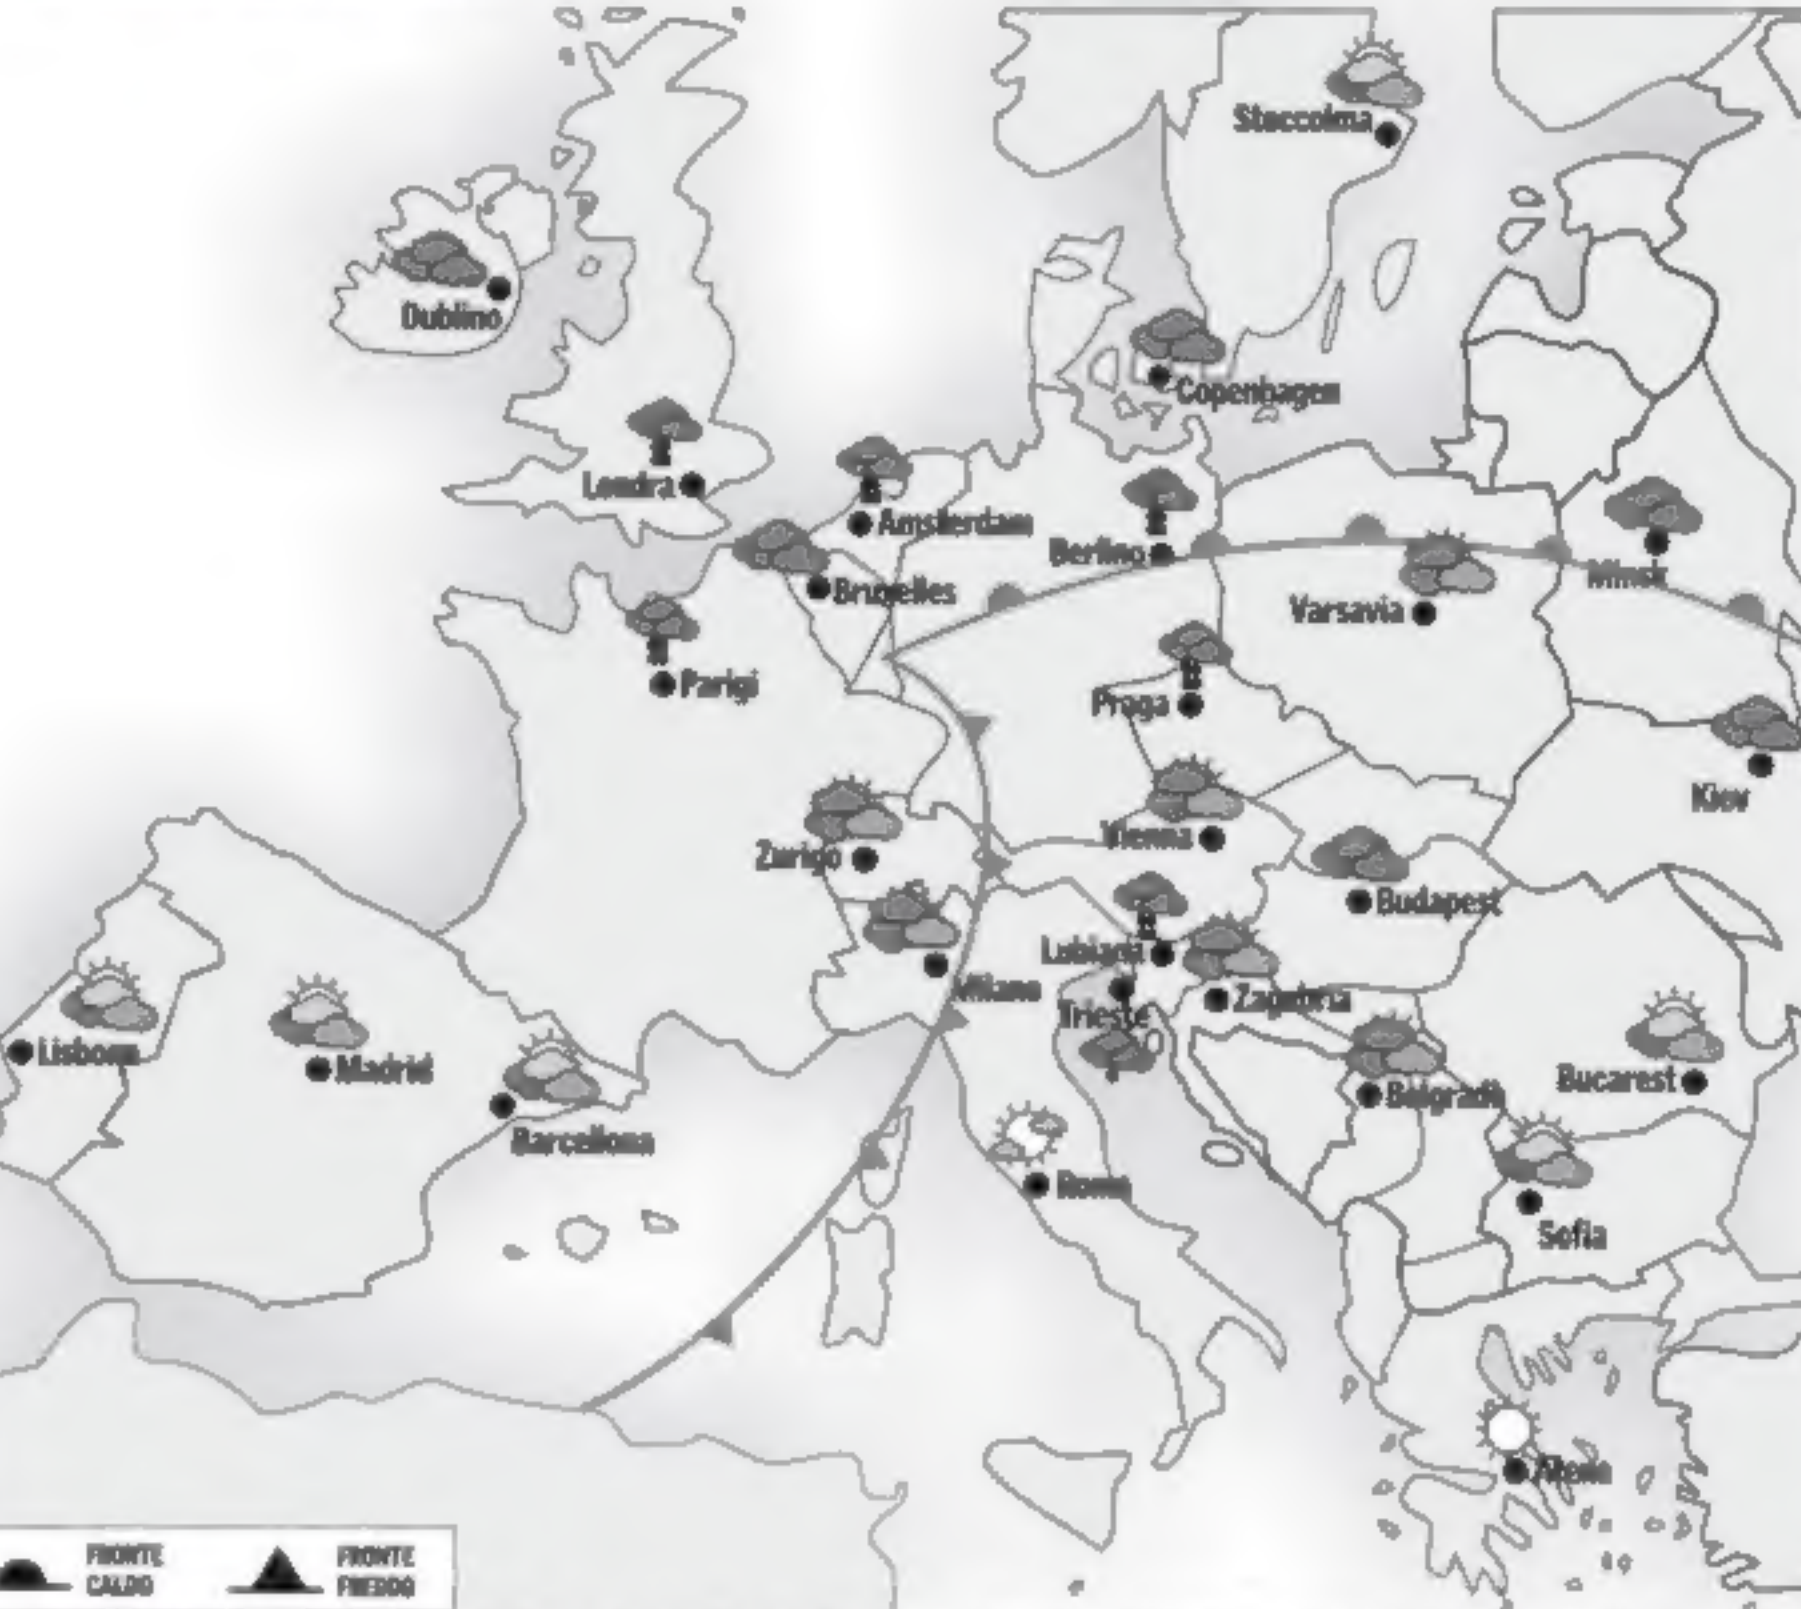 Stoccolma
Dublino
Copenhagen
Londra
Amsterdam
Berlino
Minsk
Bruxelles
Varsavia
Parigi
Praga
Kiev
Vienna
Zurigo
Budapest
Lubiana
Milano
Zagabria
Trieste
Lisbona
Madrid
Belgrado
Bucarest
Barcellona
Roma
Sofia
Atene
FRONTE
CALDO
FRONTE
FREDDO